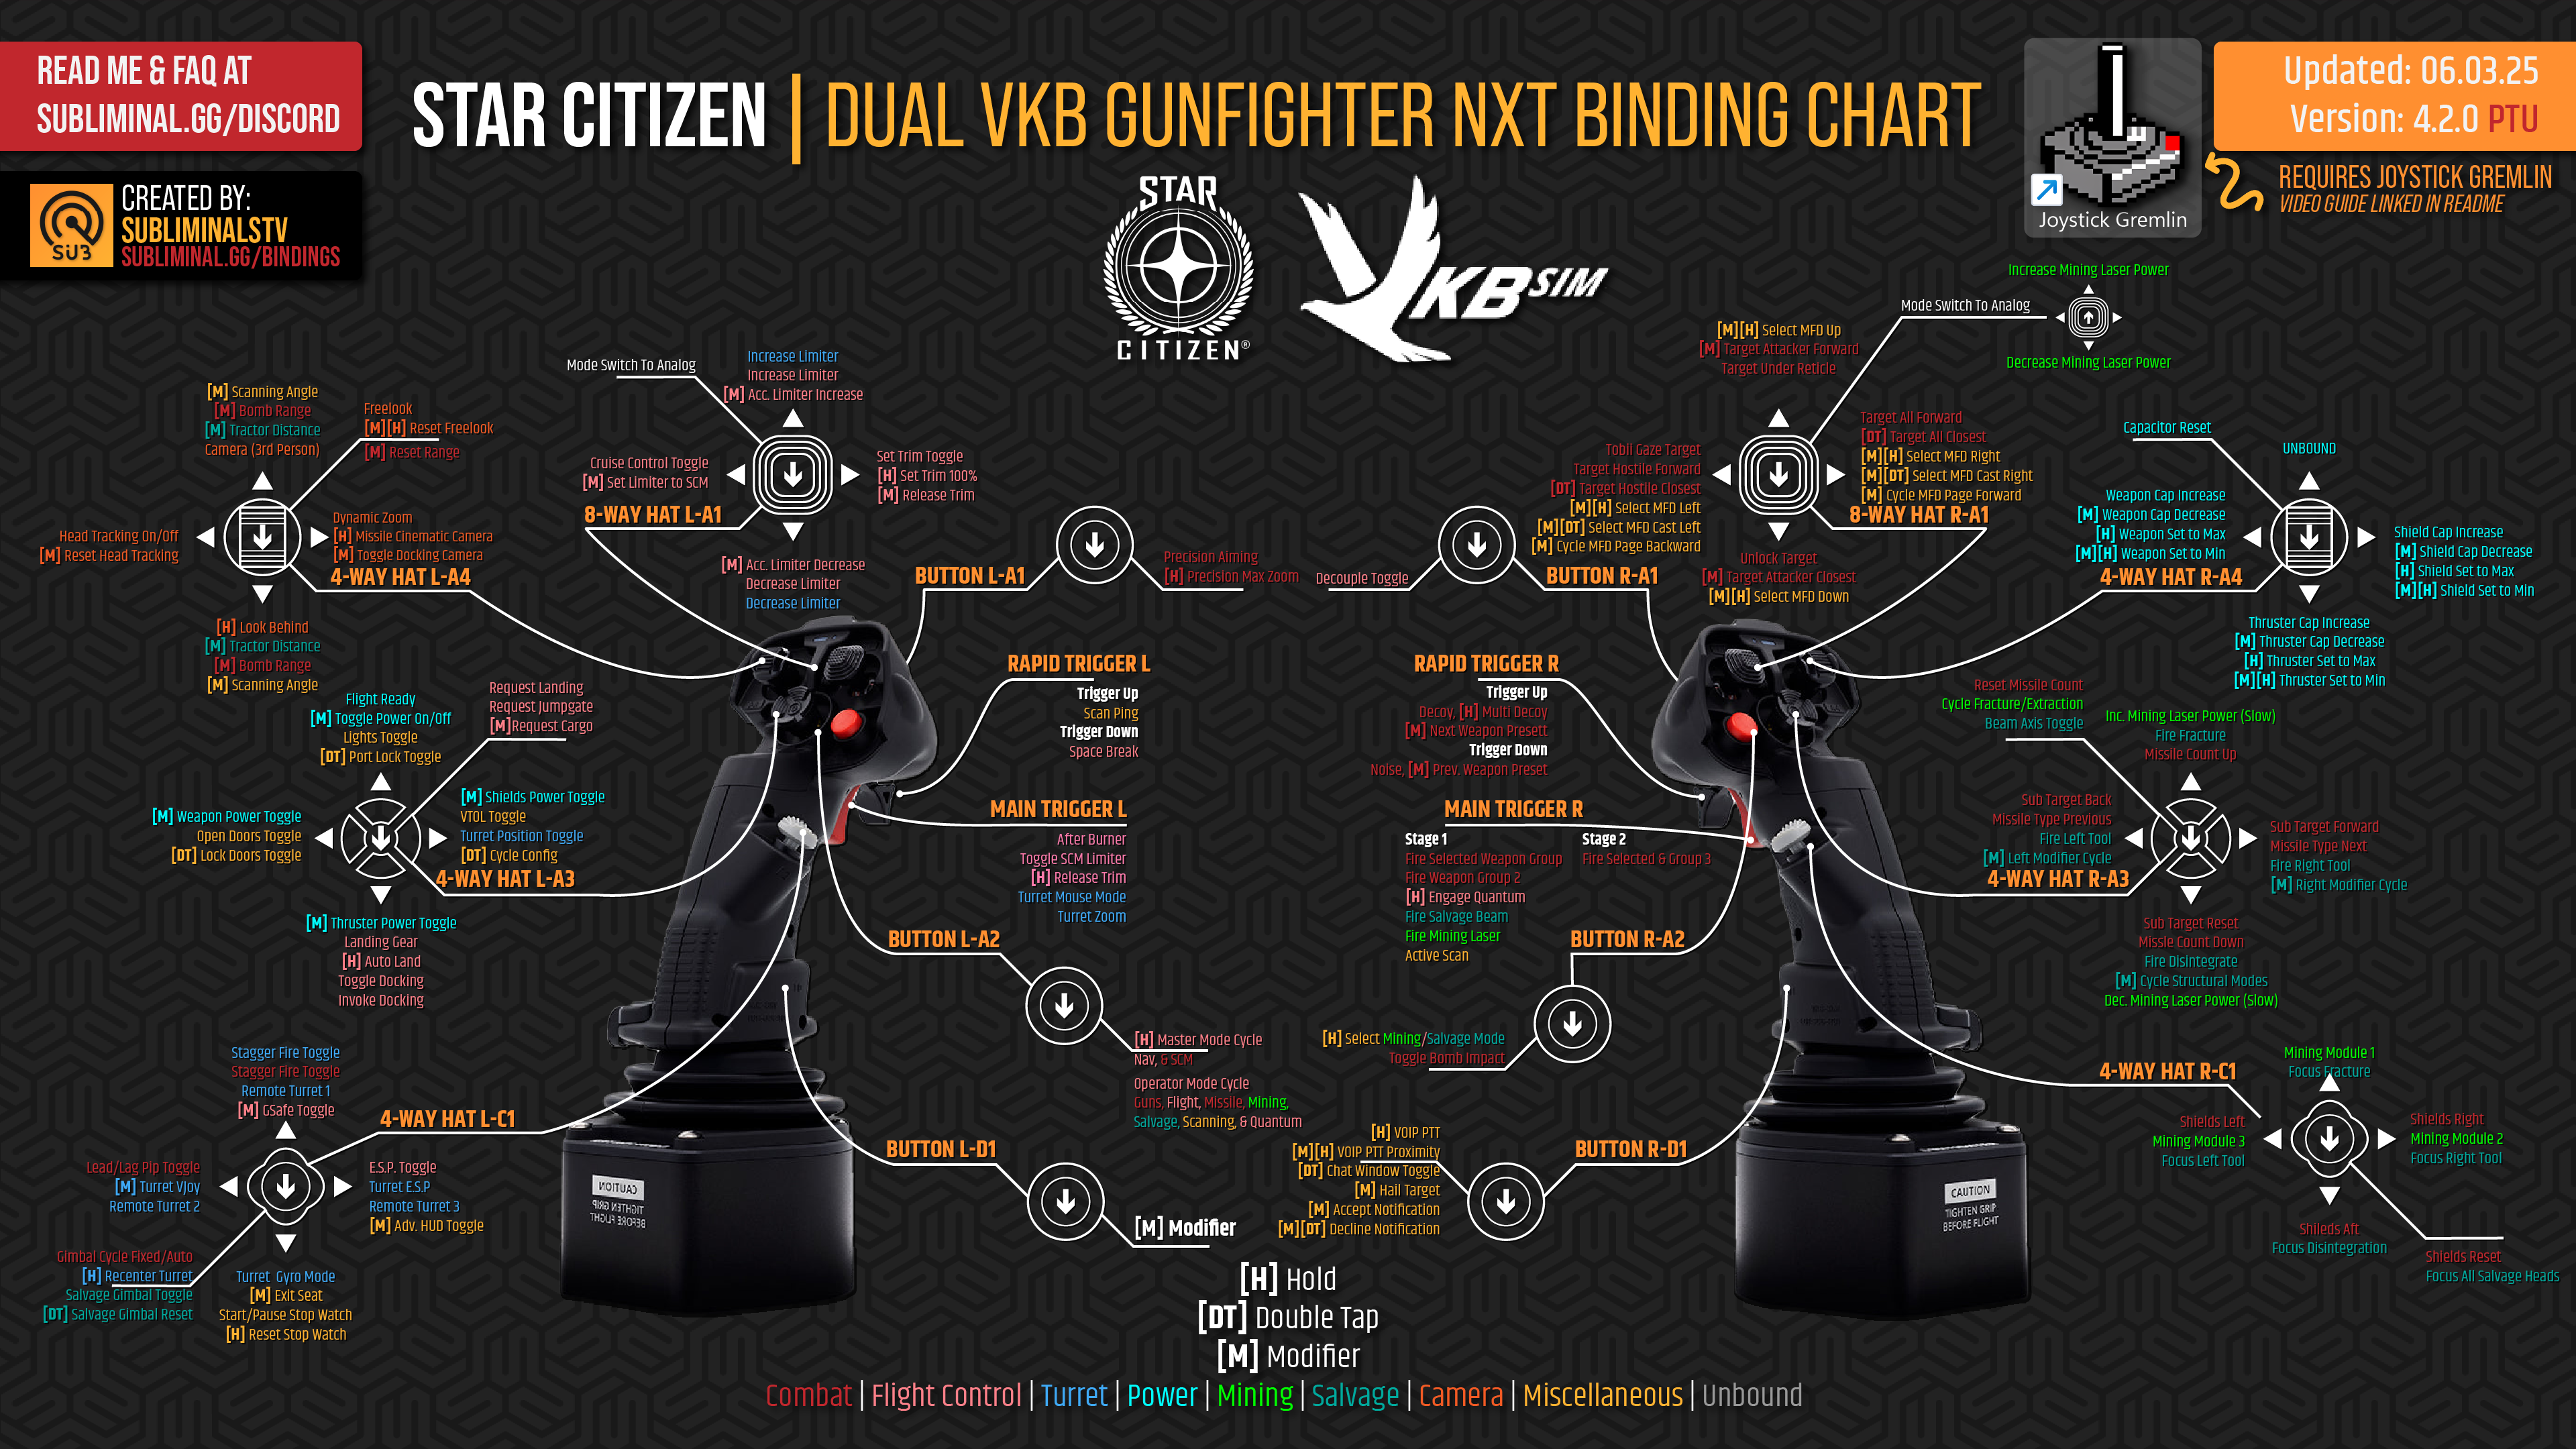 READ ME & FAQ AT
SUBLIMINAL.GG/DISCORD
CREATED BY:
SUBLIMINALSTV
SUBLIMINAL.GG/BINDINGS
SUB
STAR CITIZEN | DUAL VKB GUNFIGHTER NXT BINDING CHART
STAR
CITIZEN®
VKB SIM
Joystick Gremlin
Updated: 06.03.25
Version: 4.2.0 PTU
REQUIRES JOYSTICK GREMLIN
VIDEO GUIDE LINKED IN README
[M] Scanning Angle
[M] Bomb Range
[M] Tractor Distance
Camera (3rd Person)
Freelook
[M][H] Reset Freelook
[M] Reset Range
Head Tracking On/Off
[M] Reset Head Tracking
Dynamic Zoom
[H] Missile Cinematic Camera
[M] Toggle Docking Camera
4-WAY HAT L-A4
[H] Look Behind
[M] Tractor Distance
[M] Bomb Range
[M] Scanning Angle
Mode Switch To Analog
Increase Limiter
Increase Limiter
[M] Acc. Limiter Increase
Cruise Control Toggle
[M] Set Limiter to SCM
Set Trim Toggle
[H] Set Trim 100%
[M] Release Trim
8-WAY HAT L-A1
[M] Acc. Limiter Decrease
Decrease Limiter
Decrease Limiter
BUTTON L-A1
Precision Aiming
[H] Precision Max Zoom
RAPID TRIGGER L
Trigger Up
Scan Ping
Trigger Down
Space Break
MAIN TRIGGER L
After Burner
Toggle SCM Limiter
[H] Release Trim
Turret Mouse Mode
Turret Zoom
Flight Ready
[M] Toggle Power On/Off
Lights Toggle
[DT] Port Lock Toggle
Request Landing
Request Jumpgate
[M]Request Cargo
[M] Weapon Power Toggle
Open Doors Toggle
[DT] Lock Doors Toggle
[M] Shields Power Toggle
VTOL Toggle
Turret Position Toggle
[DT] Cycle Config
4-WAY HAT L-A3
[M] Thruster Power Toggle
Landing Gear
[H] Auto Land
Toggle Docking
Invoke Docking
BUTTON L-A2
[H] Master Mode Cycle
Nav, & SCM
Operator Mode Cycle
Guns, Flight, Missile, Mining,
Salvage, Scanning, & Quantum
Stagger Fire Toggle
Stagger Fire Toggle
Remote Turret 1
[M] GSafe Toggle
4-WAY HAT L-C1
Lead/Lag Pip Toggle
[M] Turret VJoy
Remote Turret 2
E.S.P. Toggle
Turret E.S.P
Remote Turret 3
[M] Adv. HUD Toggle
Gimbal Cycle Fixed/Auto
[H] Recenter Turret
Salvage Gimbal Toggle
[DT] Salvage Gimbal Reset
Turret Gyro Mode
[M] Exit Seat
Start/Pause Stop Watch
[H] Reset Stop Watch
BUTTON L-D1
[M] Modifier
CAUTION
TIGHTEN GRIP
BEFORE FLIGHT
Mode Switch To Analog
Increase Mining Laser Power
Decrease Mining Laser Power
[M][H] Select MFD Up
[M] Target Attacker Forward
Target Under Reticle
Tobii Gaze Target
Target Hostile Forward
[DT] Target Hostile Closest
[M][H] Select MFD Left
[M][DT] Select MFD Cast Left
[M] Cycle MFD Page Backward
Target All Forward
[DT] Target All Closest
[M][H] Select MFD Right
[M][DT] Select MFD Cast Right
[M] Cycle MFD Page Forward
8-WAY HAT R-A1
Unlock Target
[M] Target Attacker Closest
[M][H] Select MFD Down
Decouple Toggle
BUTTON R-A1
Capacitor Reset
UNBOUND
Weapon Cap Increase
[M] Weapon Cap Decrease
[H] Weapon Set to Max
[M][H] Weapon Set to Min
Shield Cap Increase
[M] Shield Cap Decrease
[H] Shield Set to Max
[M][H] Shield Set to Min
4-WAY HAT R-A4
Thruster Cap Increase
[M] Thruster Cap Decrease
[H] Thruster Set to Max
[M][H] Thruster Set to Min
RAPID TRIGGER R
Trigger Up
Decoy, [H] Multi Decoy
[M] Next Weapon Presett
Trigger Down
Noise, [M] Prev. Weapon Preset
MAIN TRIGGER R
Stage 1
Fire Selected Weapon Group
Fire Weapon Group 2
[H] Engage Quantum
Fire Salvage Beam
Fire Mining Laser
Active Scan
Stage 2
Fire Selected & Group 3
Reset Missile Count
Cycle Fracture/Extraction
Beam Axis Toggle
Inc. Mining Laser Power (Slow)
Fire Fracture
Missile Count Up
Sub Target Back
Missile Type Previous
Fire Left Tool
[M] Left Modifier Cycle
Sub Target Forward
Missile Type Next
Fire Right Tool
[M] Right Modifier Cycle
4-WAY HAT R-A3
Sub Target Reset
Missie Count Down
Fire Disintegrate
[M] Cycle Structural Modes
Dec. Mining Laser Power (Slow)
BUTTON R-A2
[H] Select Mining/Salvage Mode
Toggle Bomb Impact
4-WAY HAT R-C1
Mining Module 1
Focus Fracture
Shields Left
Mining Module 3
Focus Left Tool
Shields Right
Mining Module 2
Focus Right Tool
Shileds Aft
Focus Disintegration
Shields Reset
Focus All Salvage Heads
BUTTON R-D1
[H] VOIP PTT
[M][H] VOIP PTT Proximity
[DT] Chat Window Toggle
[M] Hail Target
[M] Accept Notification
[M][DT] Decline Notification
CAUTION
TIGHTEN GRIP
BEFORE FLIGHT
[H] Hold
[DT] Double Tap
[M] Modifier
Combat | Flight Control | Turret | Power | Mining | Salvage | Camera | Miscellaneous | Unbound